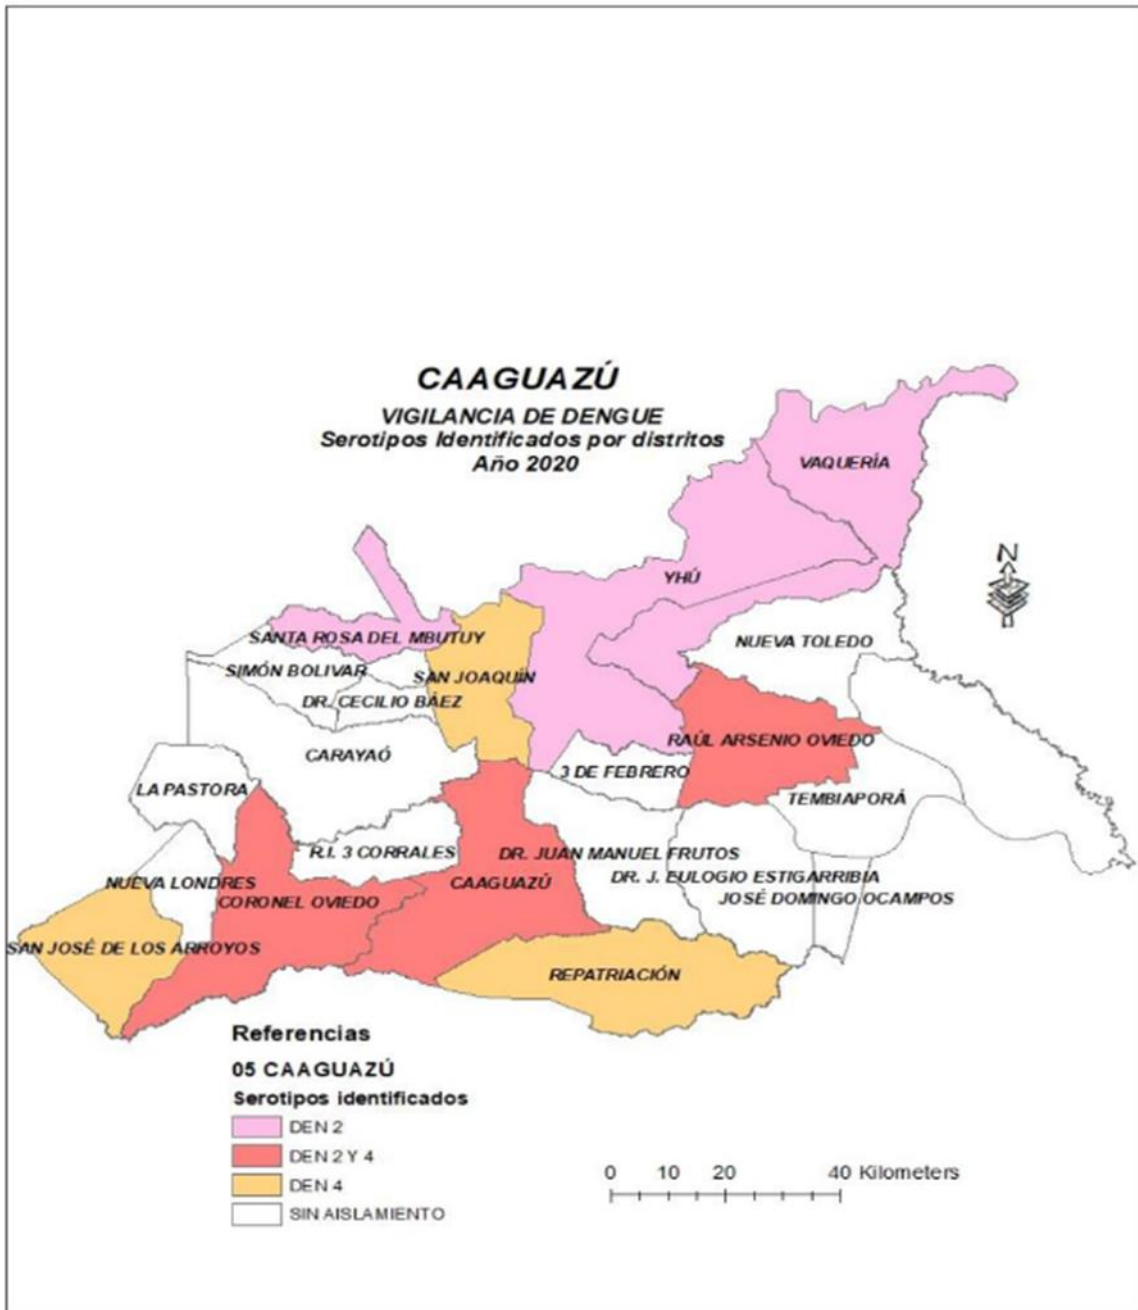 CAAGUAZÚ
VIGILANCIA DE DENGUE
Serotipos Identificados por distritos
Año 2020
VAQUERÍA
N
YHÚ
SANTA ROSA DEL MBUTUY
NUEVA TOLEDO
SIMÓN BOLIVAR
SAN JOAQUÍN
DR. CECILIO BÁEZ
RAÚL ARSENIO OVIEDO
CARAYAÓ
3 DE FEBRERO
LA PASTORA
TEMBIAPORÁ
R.I. 3 CORRALES
DR. JUAN MANUEL FRUTOS
DR. J. EULOGIO ESTIGARRIBIA
NUEVA LONDRES
CAAGUAZÚ
CORONEL OVIEDO
JOSÉ DOMINGO OCAMPOS
SAN JOSÉ DE LOS ARROYOS
REPATRIACIÓN
Referencias
05 CAAGUAZÚ
Serotipos identificados
DEN 2
DEN 2 Y 4
DEN 4
SIN AISLAMIENTO
0 10 20 40 Kilometers